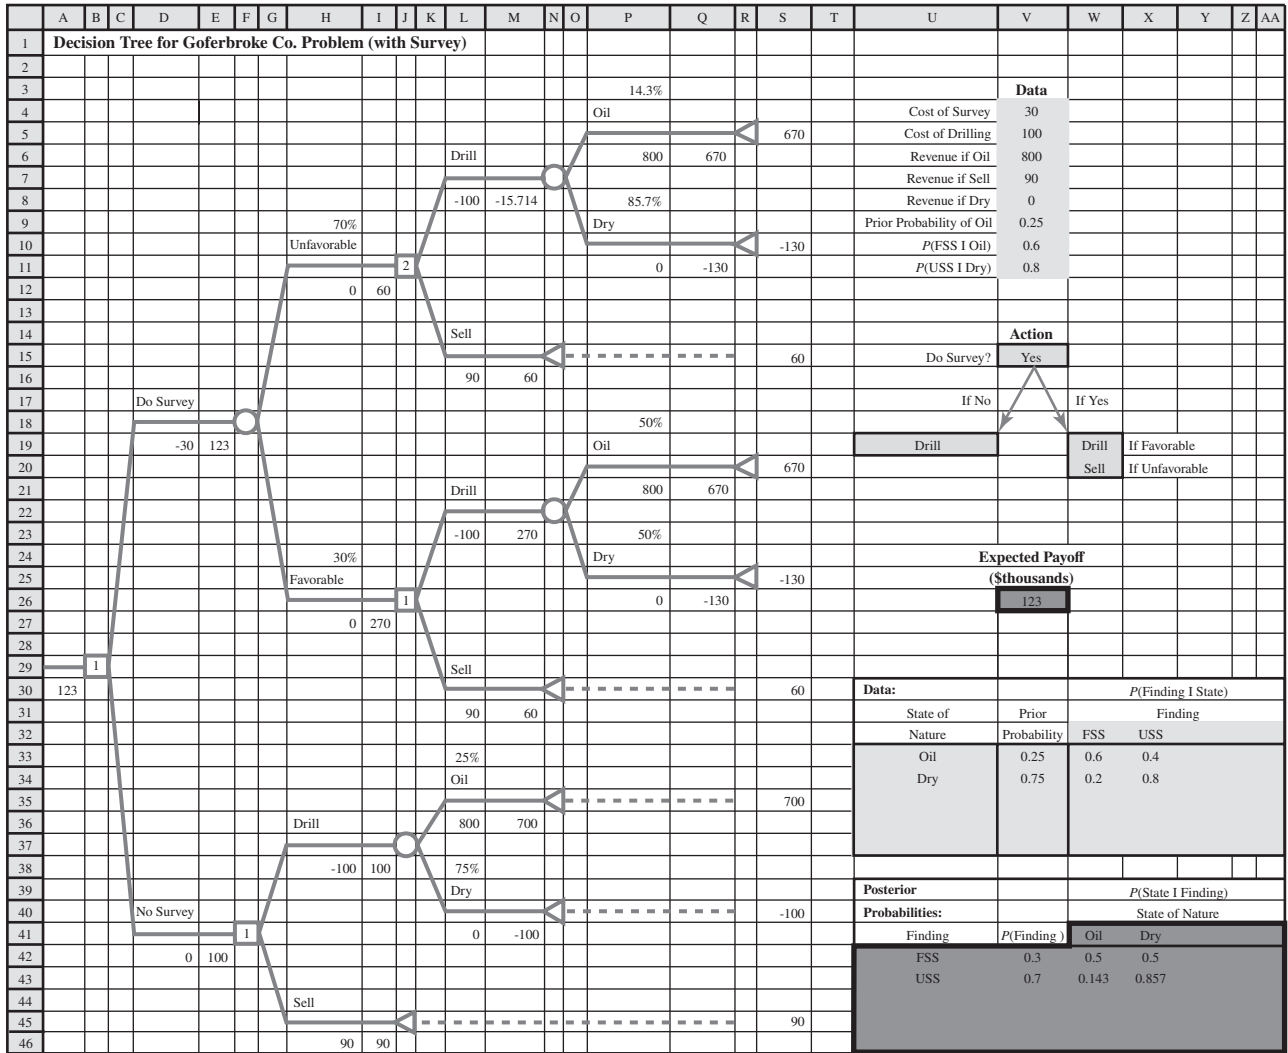 A B C D E F G H I J K L M N O P Q R S T U V W X Y Z AA
1 Decision Tree for Goferbroke Co. Problem (with Survey)
2
3 14.3% Data
4 Oil Cost of Survey 30
5 670 Cost of Drilling 100
6 Drill 800 670 Revenue if Oil 800
7 Revenue if Sell 90
8 -100 -15.714 85.7% Revenue if Dry 0
9 70% Dry Prior Probability of Oil 0.25
10 Unfavorable -130 P(FSS I Oil) 0.6
11 2 0 -130 P(USS I Dry) 0.8
12 0 60
13
14 Sell Action
15 60 Do Survey? Yes
16 90 60
17 Do Survey If No If Yes
18 50%
19 -30 123 Oil Drill Drill If Favorable
20 670 Sell If Unfavorable
21 Drill 800 670
22
23 -100 270 50%
24 30% Dry Expected Payoff
25 Favorable -130 ($thousands)
26 1 0 -130 123
27 0 270
28
29 1 Sell
30 123 60 Data: P(Finding I State)
31 90 60 State of Prior Finding
32 Nature Probability FSS USS
33 25% Oil 0.25 0.6 0.4
34 Oil Dry 0.75 0.2 0.8
35 700
36 Drill 800 700
37
38 -100 100 75%
39 Dry Posterior P(State I Finding)
40 No Survey -100 Probabilities: State of Nature
41 1 0 -100 Finding P(Finding ) Oil Dry
42 0 100 FSS 0.3 0.5 0.5
43 USS 0.7 0.143 0.857
44 Sell
45 90
46 90 90